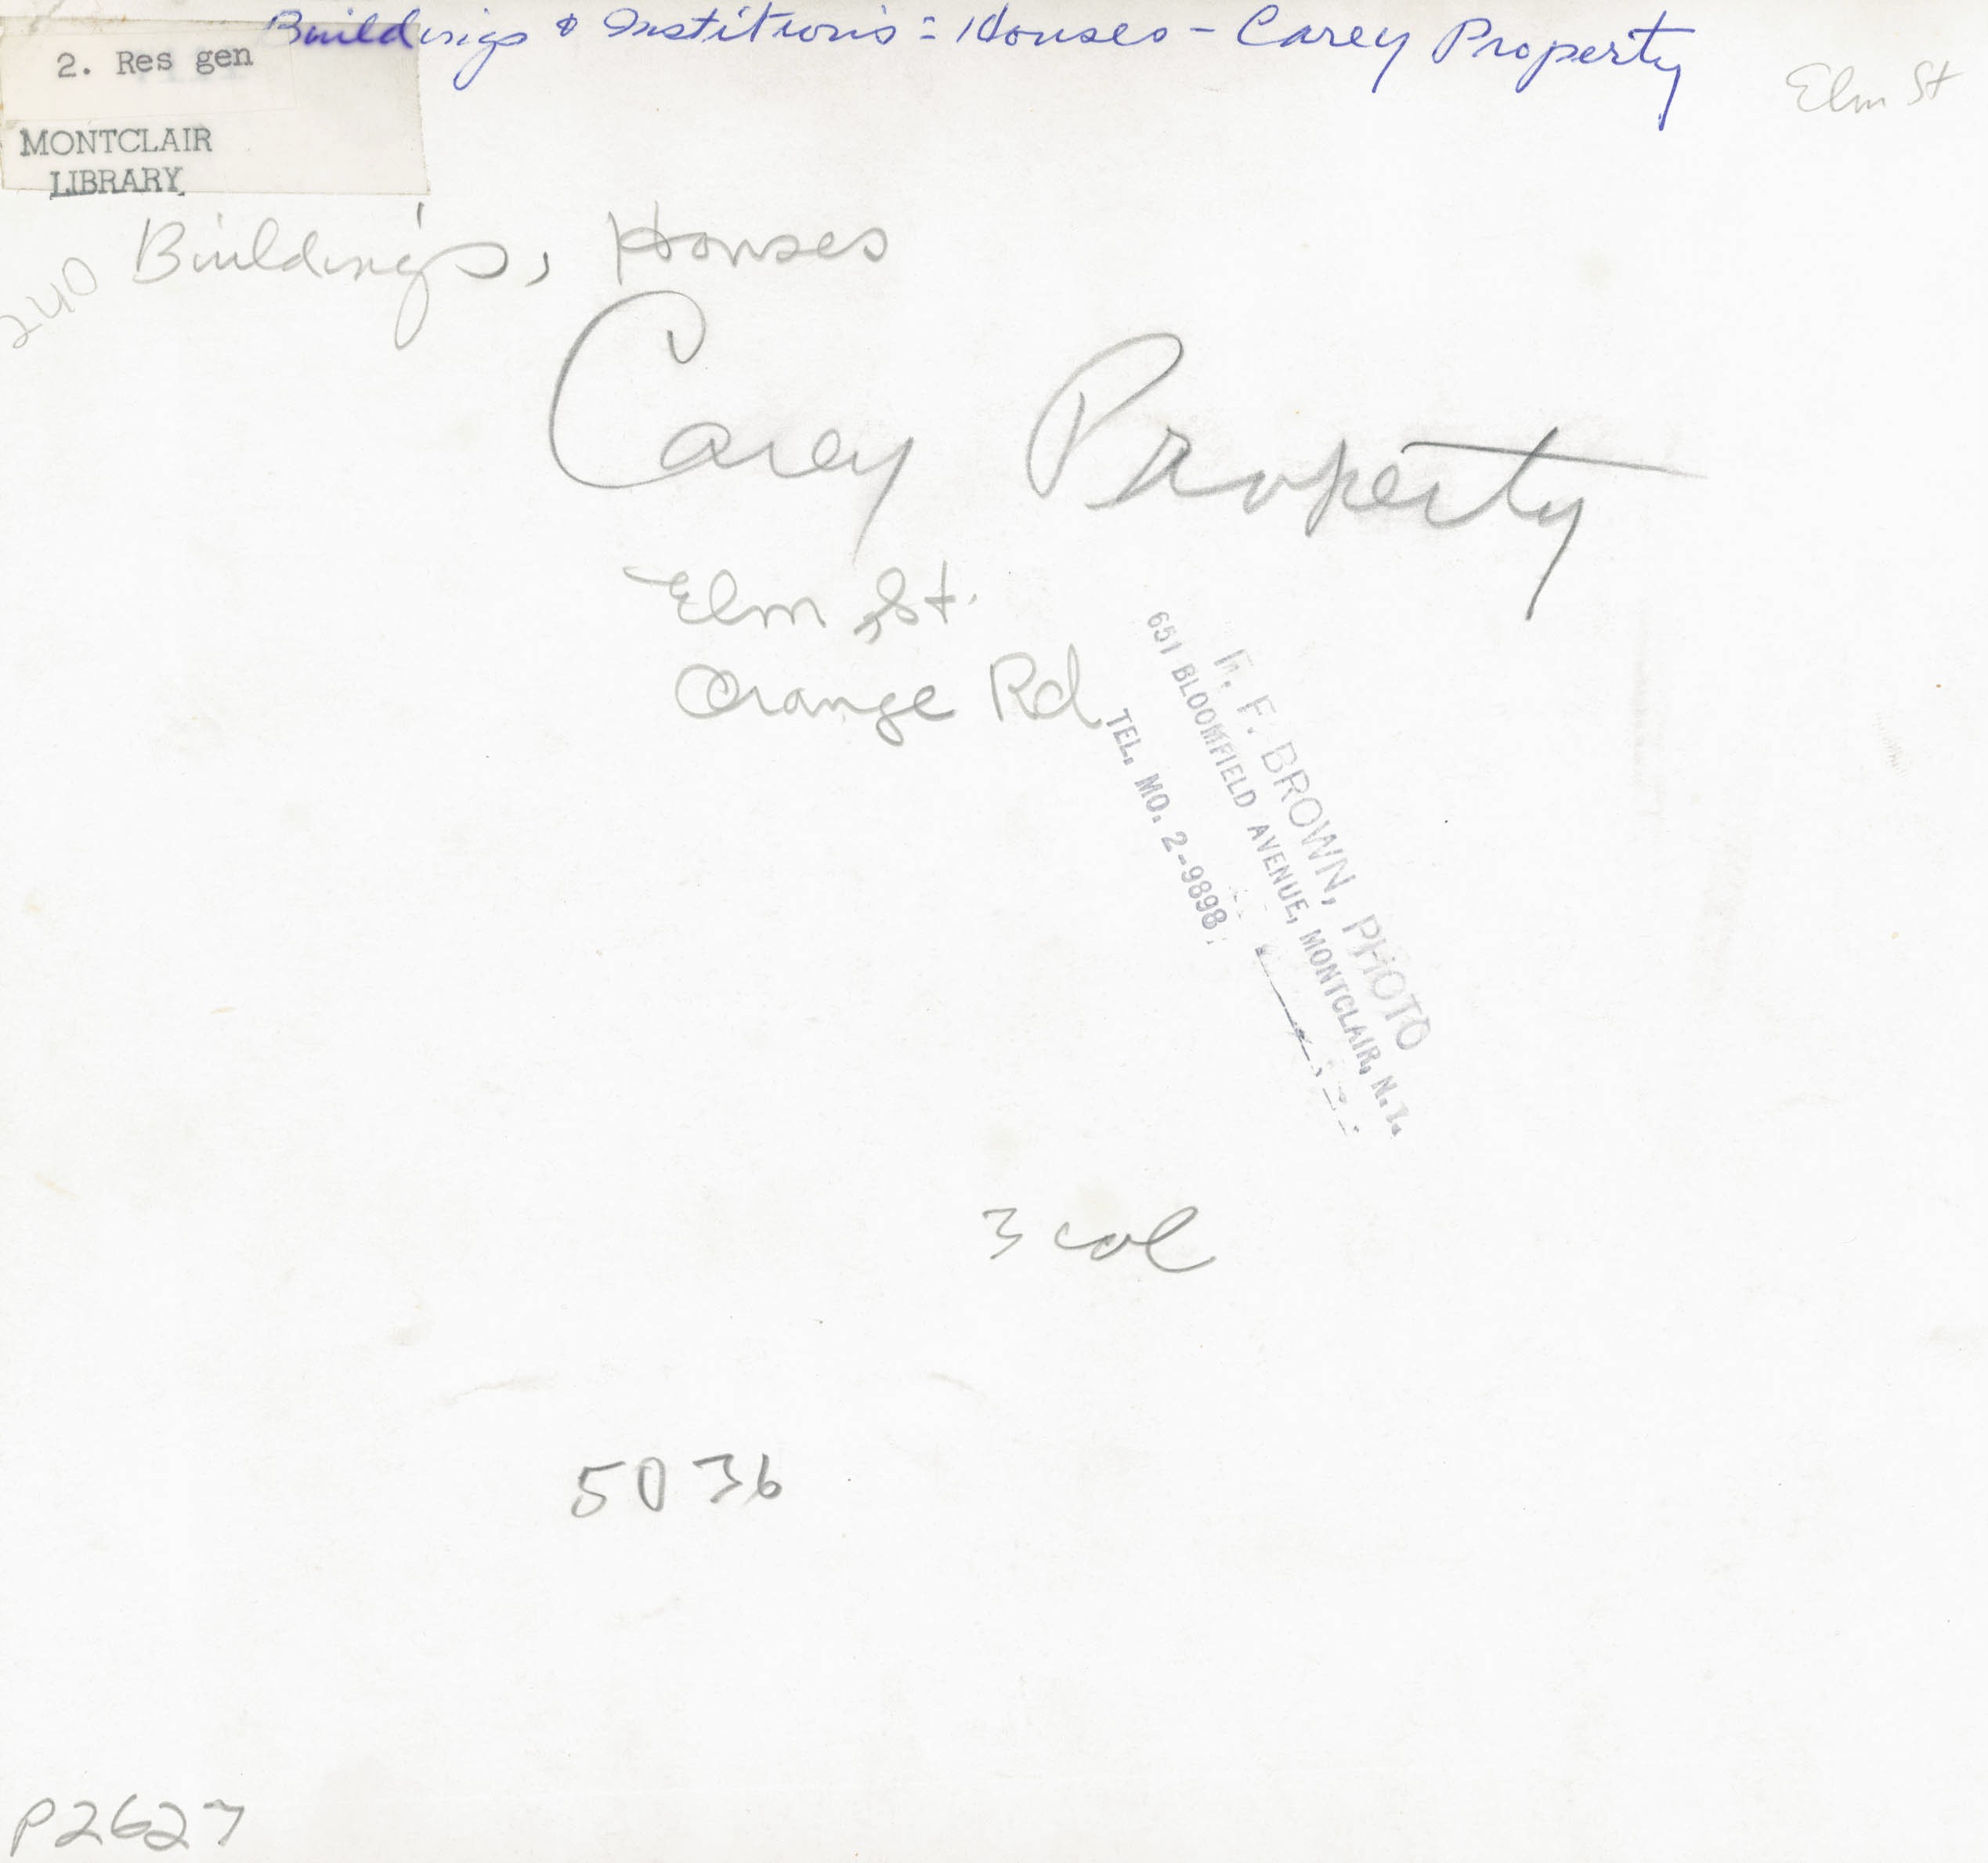 Buildings & Institions: Houses - Carey Property
Elm St
2. Res gen
MONTCLAIR
LIBRARY
240
Buildings, Houses
Carey Property
Elm St.
Orange Rd.
F. BROWN, PHOTO
651 BLOOMFIELD AVENUE, MONTCLAIR, N.J.
TEL. MO. 2-9898
3 col
5036
P2627